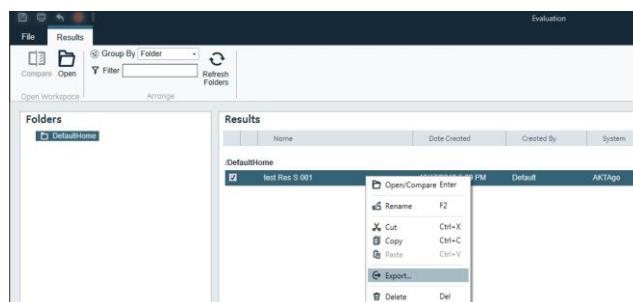 Evaluation
File Results
Compare Open
Group By Folder
Filter
Refresh
Folders
Open Workspace Arrange
Folders Results
DefaultHome
Name Date Created Created By System
/DefaultHome
test Res S 001 PM Default AKTAgo
Open/Compare Enter
Rename F2
Cut Ctrl+X
Copy Ctrl+C
Paste Ctrl+V
Export...
Delete Del